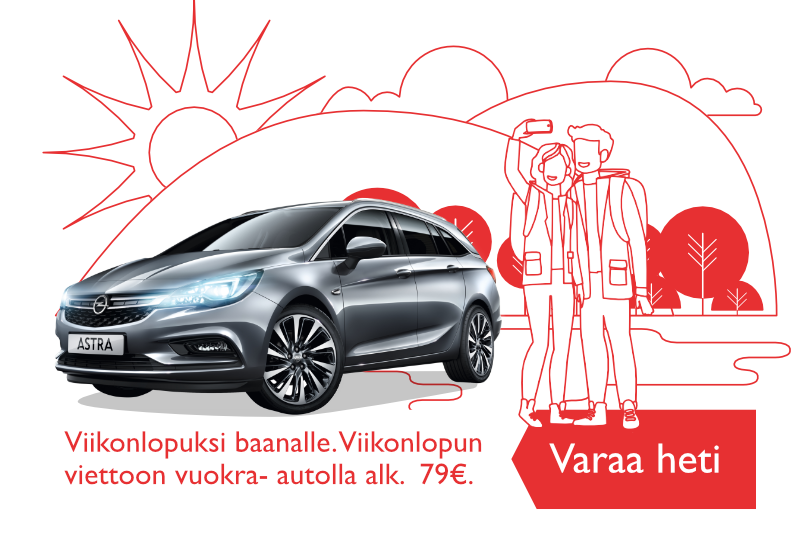 ASTRA
Viikonlopuksi baanalle. Viikonlopun
viettoon vuokra- autolla alk. 79€.
Varaa heti